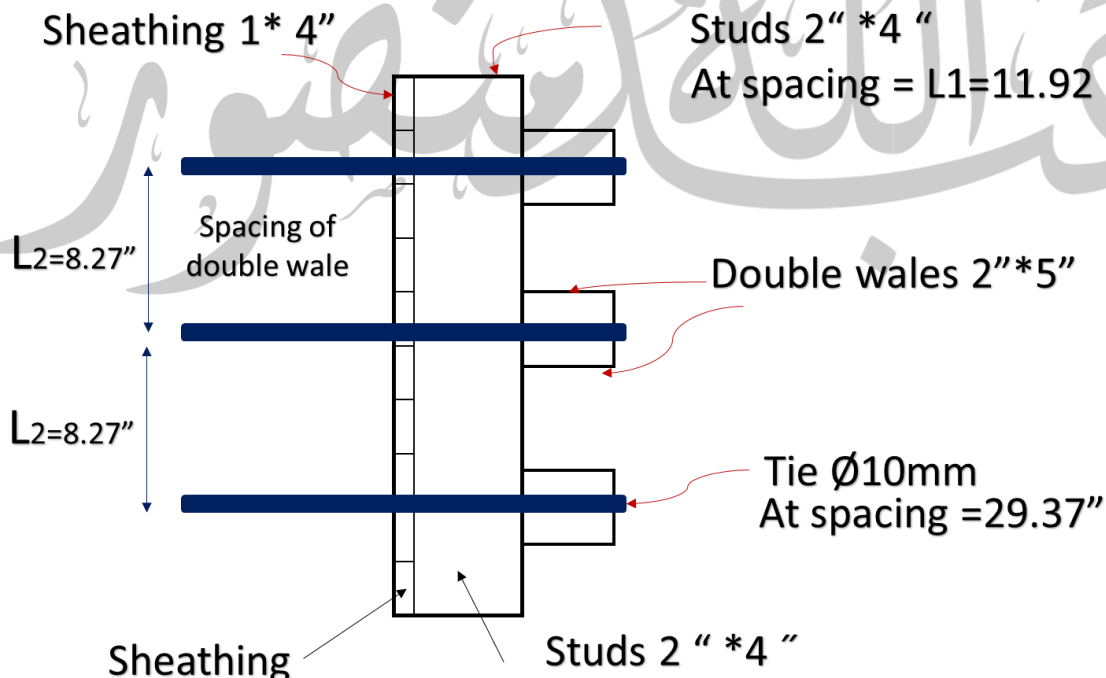 Sheathing 1* 4”
Studs 2“ *4 “
At spacing = L1=11.92
Spacing of
double wale
L2=8.27”
Double wales 2”*5”
L2=8.27”
Tie Ø10mm
At spacing =29.37”
Sheathing
Studs 2 “ *4 ˝
منصور